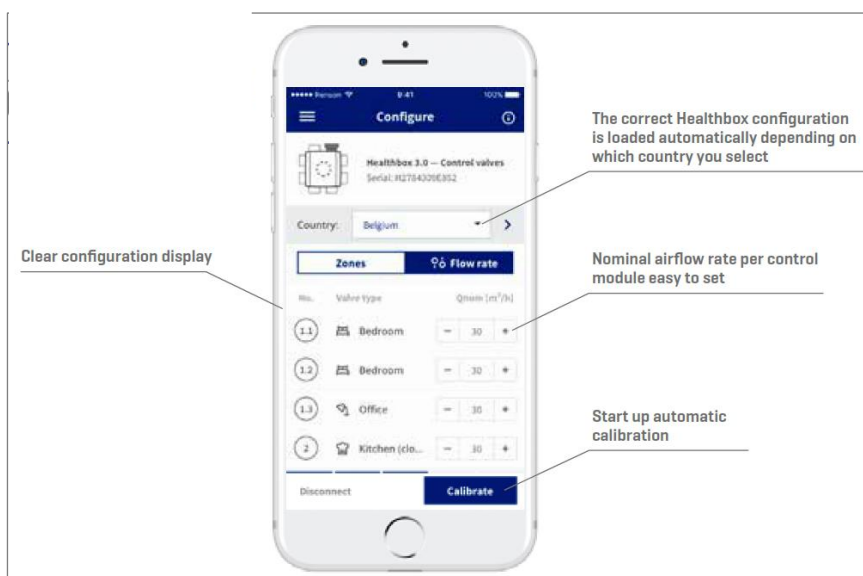 Renson 9:41 100%
Configure
Healthbox 3.0 — Control valves
Country: Belgium
Zones Flow rate
No. Valve type Qnom [m³/h]
1.1 Bedroom - 30 +
1.2 Bedroom - 30 +
1.3 Office - 30 +
2 Kitchen (clo... - 30 +
Disconnect Calibrate
Clear configuration display
The correct Healthbox configuration
is loaded automatically depending on
which country you select
Nominal airflow rate per control
module easy to set
Start up automatic
calibration